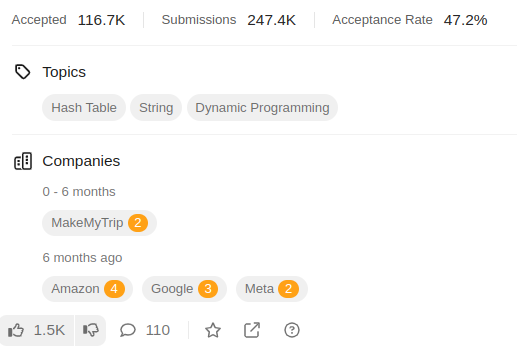 Accepted 116.7K Submissions 247.4K Acceptance Rate 47.2%
Topics
Hash Table String Dynamic Programming
Companies
0 - 6 months
MakeMyTrip 2
6 months ago
Amazon 4 Google 3 Meta 2
1.5K 110